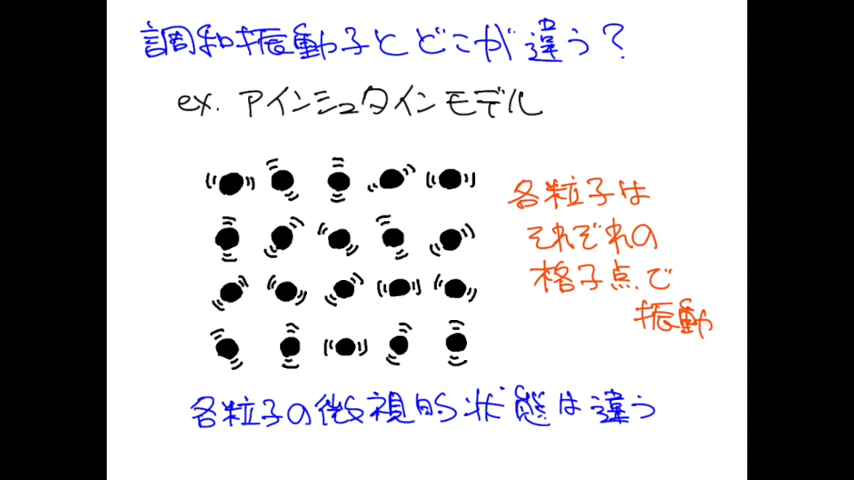 調和振動子とどこが違う?
ex. アインシュタインモデル
各粒子は
それぞれの
格子点で
振動
各粒子の微視的状態は違う